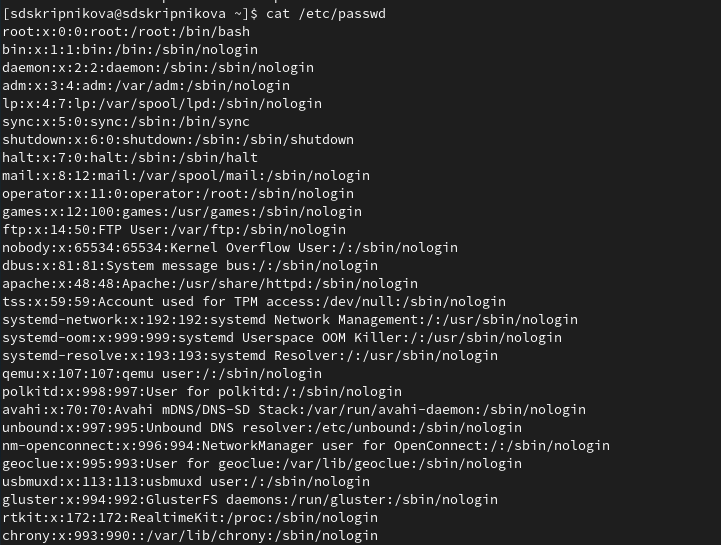 [sdskripnikova@sdskripnikova ~]$ cat /etc/passwd
root:x:0:0:root:/root:/bin/bash
bin:x:1:1:bin:/bin:/sbin/nologin
daemon:x:2:2:daemon:/sbin:/sbin/nologin
adm:x:3:4:adm:/var/adm:/sbin/nologin
lp:x:4:7:lp:/var/spool/lpd:/sbin/nologin
sync:x:5:0:sync:/sbin:/bin/sync
shutdown:x:6:0:shutdown:/sbin:/sbin/shutdown
halt:x:7:0:halt:/sbin:/sbin/halt
mail:x:8:12:mail:/var/spool/mail:/sbin/nologin
operator:x:11:0:operator:/root:/sbin/nologin
games:x:12:100:games:/usr/games:/sbin/nologin
ftp:x:14:50:FTP User:/var/ftp:/sbin/nologin
nobody:x:65534:65534:Kernel Overflow User:/:/sbin/nologin
dbus:x:81:81:System message bus:/:/sbin/nologin
apache:x:48:48:Apache:/usr/share/httpd:/sbin/nologin
tss:x:59:59:Account used for TPM access:/dev/null:/sbin/nologin
systemd-network:x:192:192:systemd Network Management:/:/usr/sbin/nologin
systemd-oom:x:999:999:systemd Userspace OOM Killer:/:/usr/sbin/nologin
systemd-resolve:x:193:193:systemd Resolver:/:/usr/sbin/nologin
qemu:x:107:107:qemu user:/:/sbin/nologin
polkitd:x:998:997:User for polkitd:/:/sbin/nologin
avahi:x:70:70:Avahi mDNS/DNS-SD Stack:/var/run/avahi-daemon:/sbin/nologin
unbound:x:997:995:Unbound DNS resolver:/etc/unbound:/sbin/nologin
nm-openconnect:x:996:994:NetworkManager user for OpenConnect:/:/sbin/nologin
geoclue:x:995:993:User for geoclue:/var/lib/geoclue:/sbin/nologin
usbmuxd:x:113:113:usbmuxd user:/:/sbin/nologin
gluster:x:994:992:GlusterFS daemons:/run/gluster:/sbin/nologin
rtkit:x:172:172:RealtimeKit:/proc:/sbin/nologin
chrony:x:993:990::/var/lib/chrony:/sbin/nologin